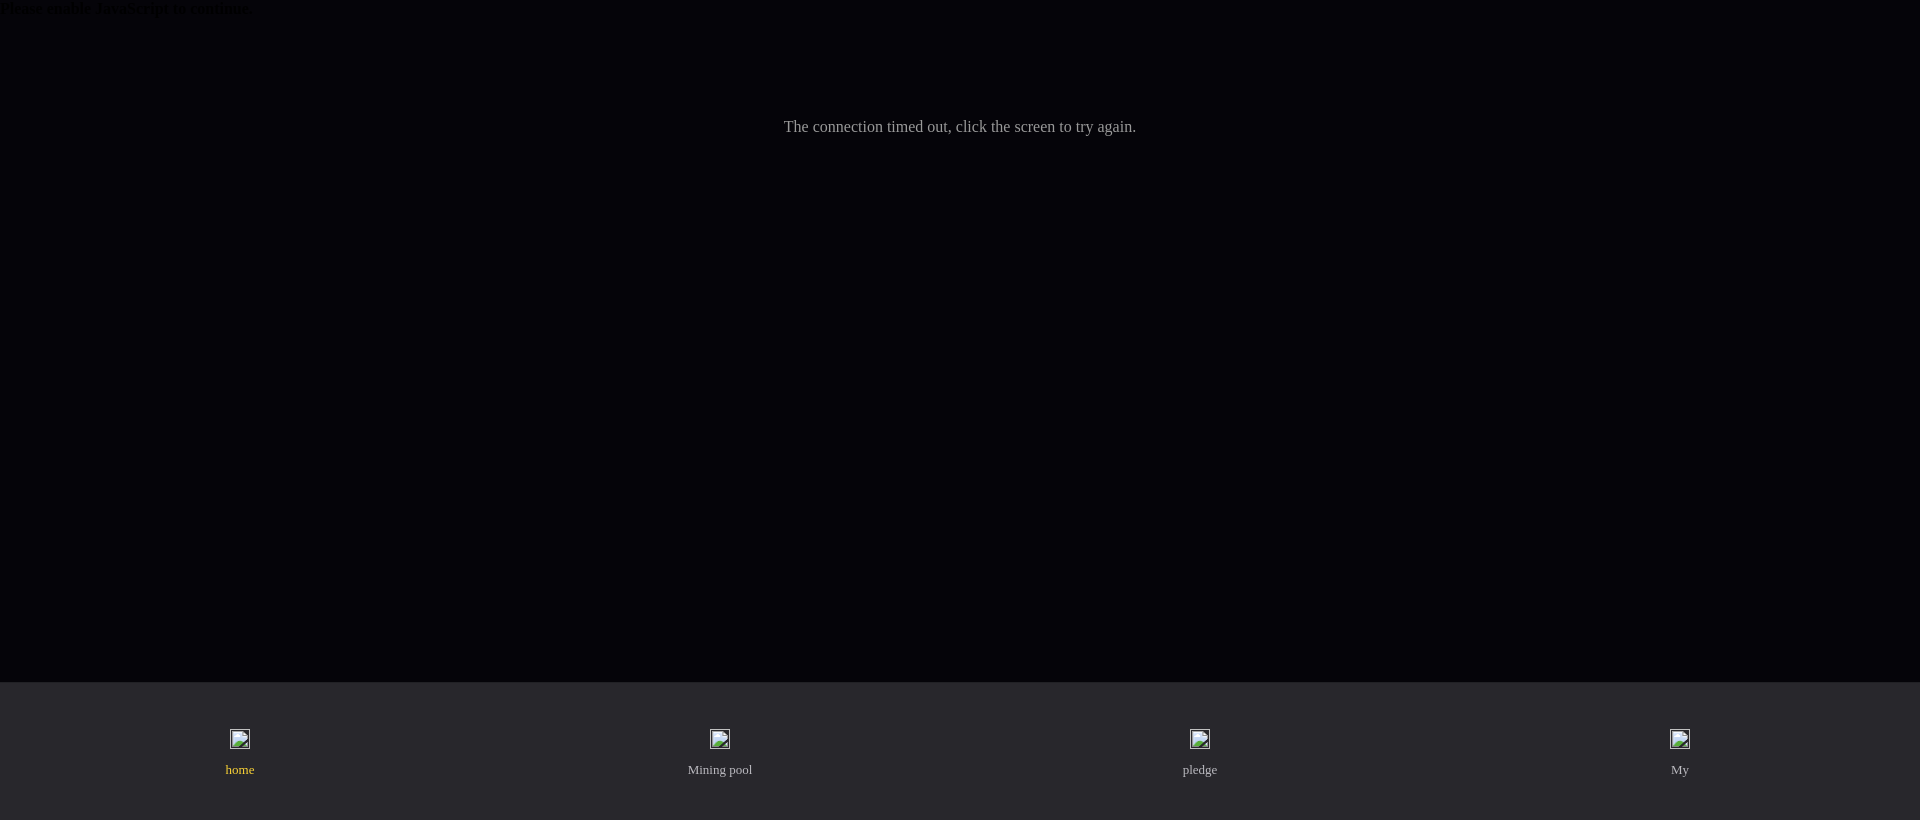 Please enable JavaScript to continue.
The connection timed out, click the screen to try again.
home
Mining pool
pledge
My